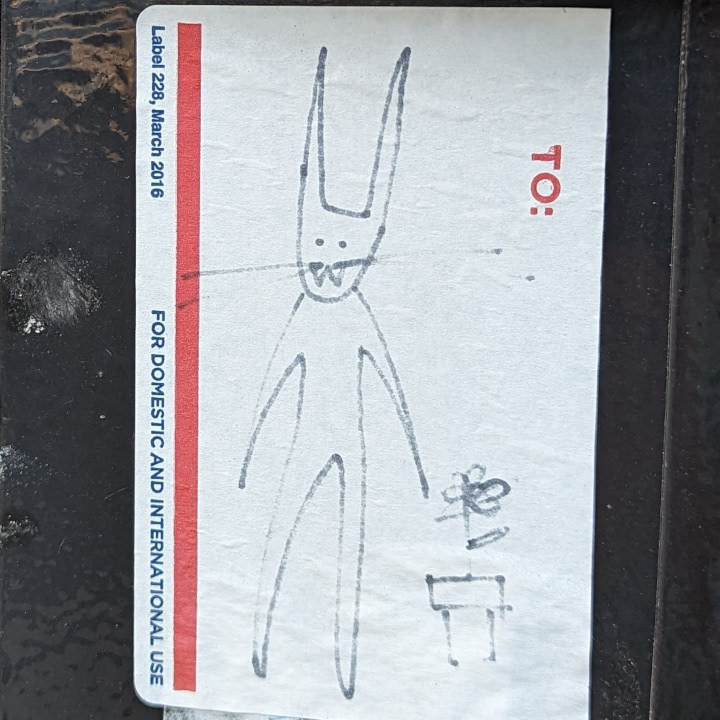 TO:
Label 228, March 2016
FOR DOMESTIC AND INTERNATIONAL USE